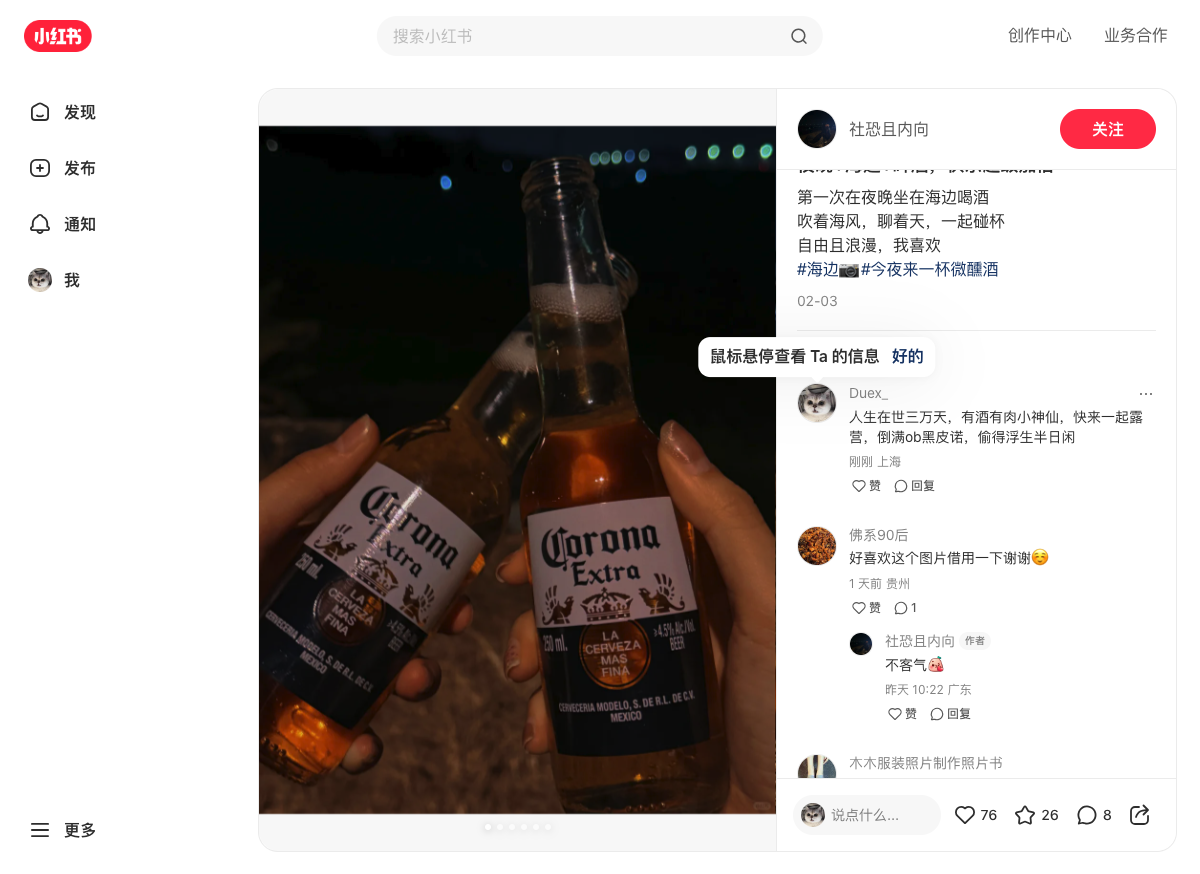 小红书
搜索小红书
创作中心
业务合作
发现
发布
通知
我
更多
Corona
Extra
LA
CERVEZA
MAS
FINA
CERVECERIA MODELO, S. DE R.L. DE C.V.
MEXICO
Corona
Extra
250 ml.
LA
CERVEZA
MAS
FINA
4.5% Alc./Vol.
BEER
CERVECERIA MODELO, S. DE R.L. DE C.V.
MEXICO
社恐且内向
关注
第一次在夜晚坐在海边喝酒
吹着海风，聊着天，一起碰杯
自由且浪漫，我喜欢
#海边📷#今夜来一杯微醺酒
02-03
鼠标悬停查看 Ta 的信息 好的
Duex_
人生在世三万天，有酒有肉小神仙，快来一起露
营，倒满ob黑皮诺，偷得浮生半日闲
刚刚 上海
赞 回复
佛系90后
好喜欢这个图片借用一下谢谢☺️
1 天前 贵州
赞 1
社恐且内向 作者
不客气
昨天 10:22 广东
赞 回复
木木服装照片制作照片书
说点什么...
76 26 8